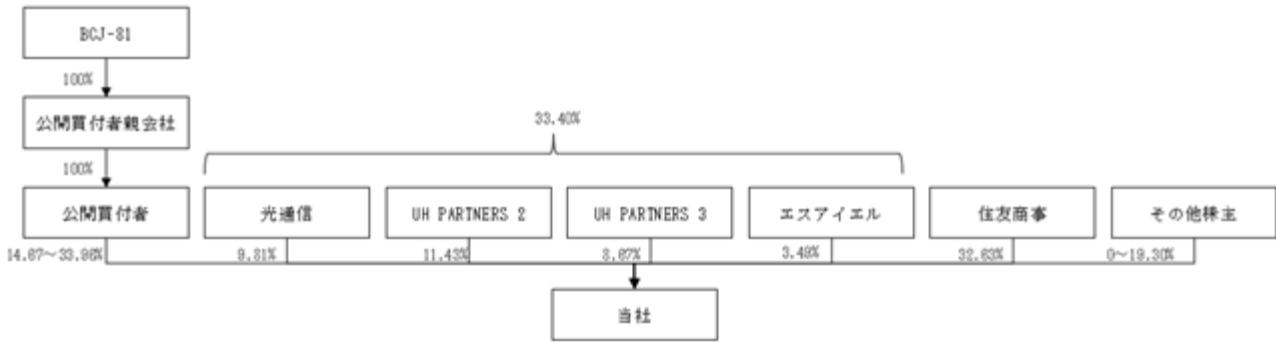 BCJ-81
100%
公開買付者親会社
33.40%
100%
公開買付者
光通信
UH PARTNERS 2
UH PARTNERS 3
エスアイエル
住友商事
その他株主
14.67～33.96%
9.81%
11.43%
8.67%
3.49%
32.63%
0～19.30%
当社